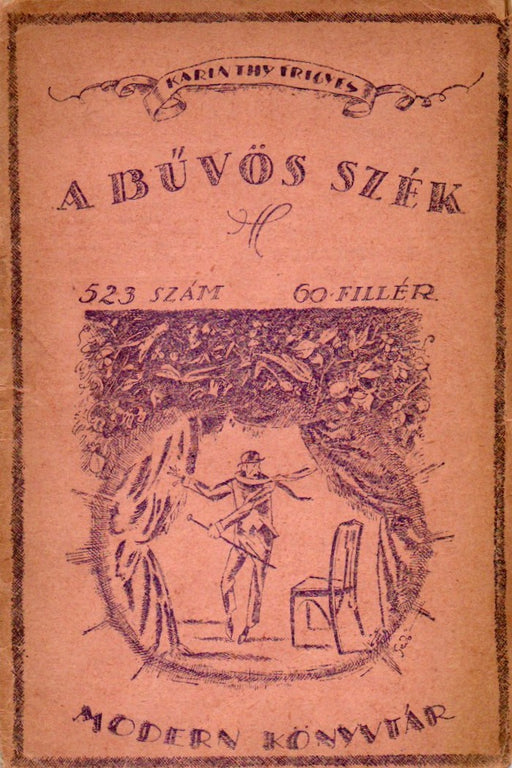 KARINTHY FRIGYES
A BŰVÖS SZÉK
523 SZÁM 60·FILLÉR
MODERN KÖNYVTÁR